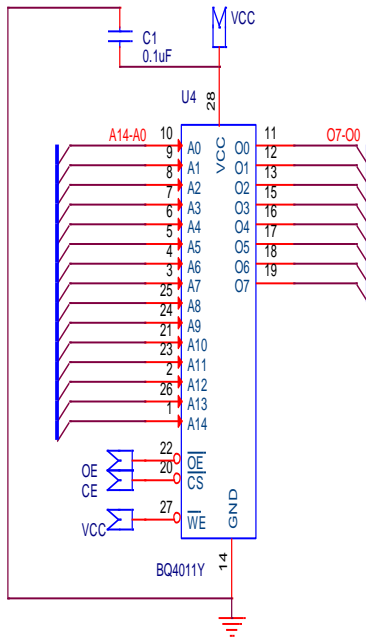 VCC
C1
0.1uF
U4
28
VCC
A14-A0
O7-O0
10 A0 O0 11
9 A1 O1 12
8 A2 O2 13
7 A3 O3 15
6 A4 O4 16
5 A5 O5 17
4 A6 O6 18
3 A7 O7 19
25 A8
24 A9
21 A10
23 A11
2 A12
26 A13
1 A14
OE 22 OE
CE 20 CS
VCC 27 WE
GND
14
BQ4011Y